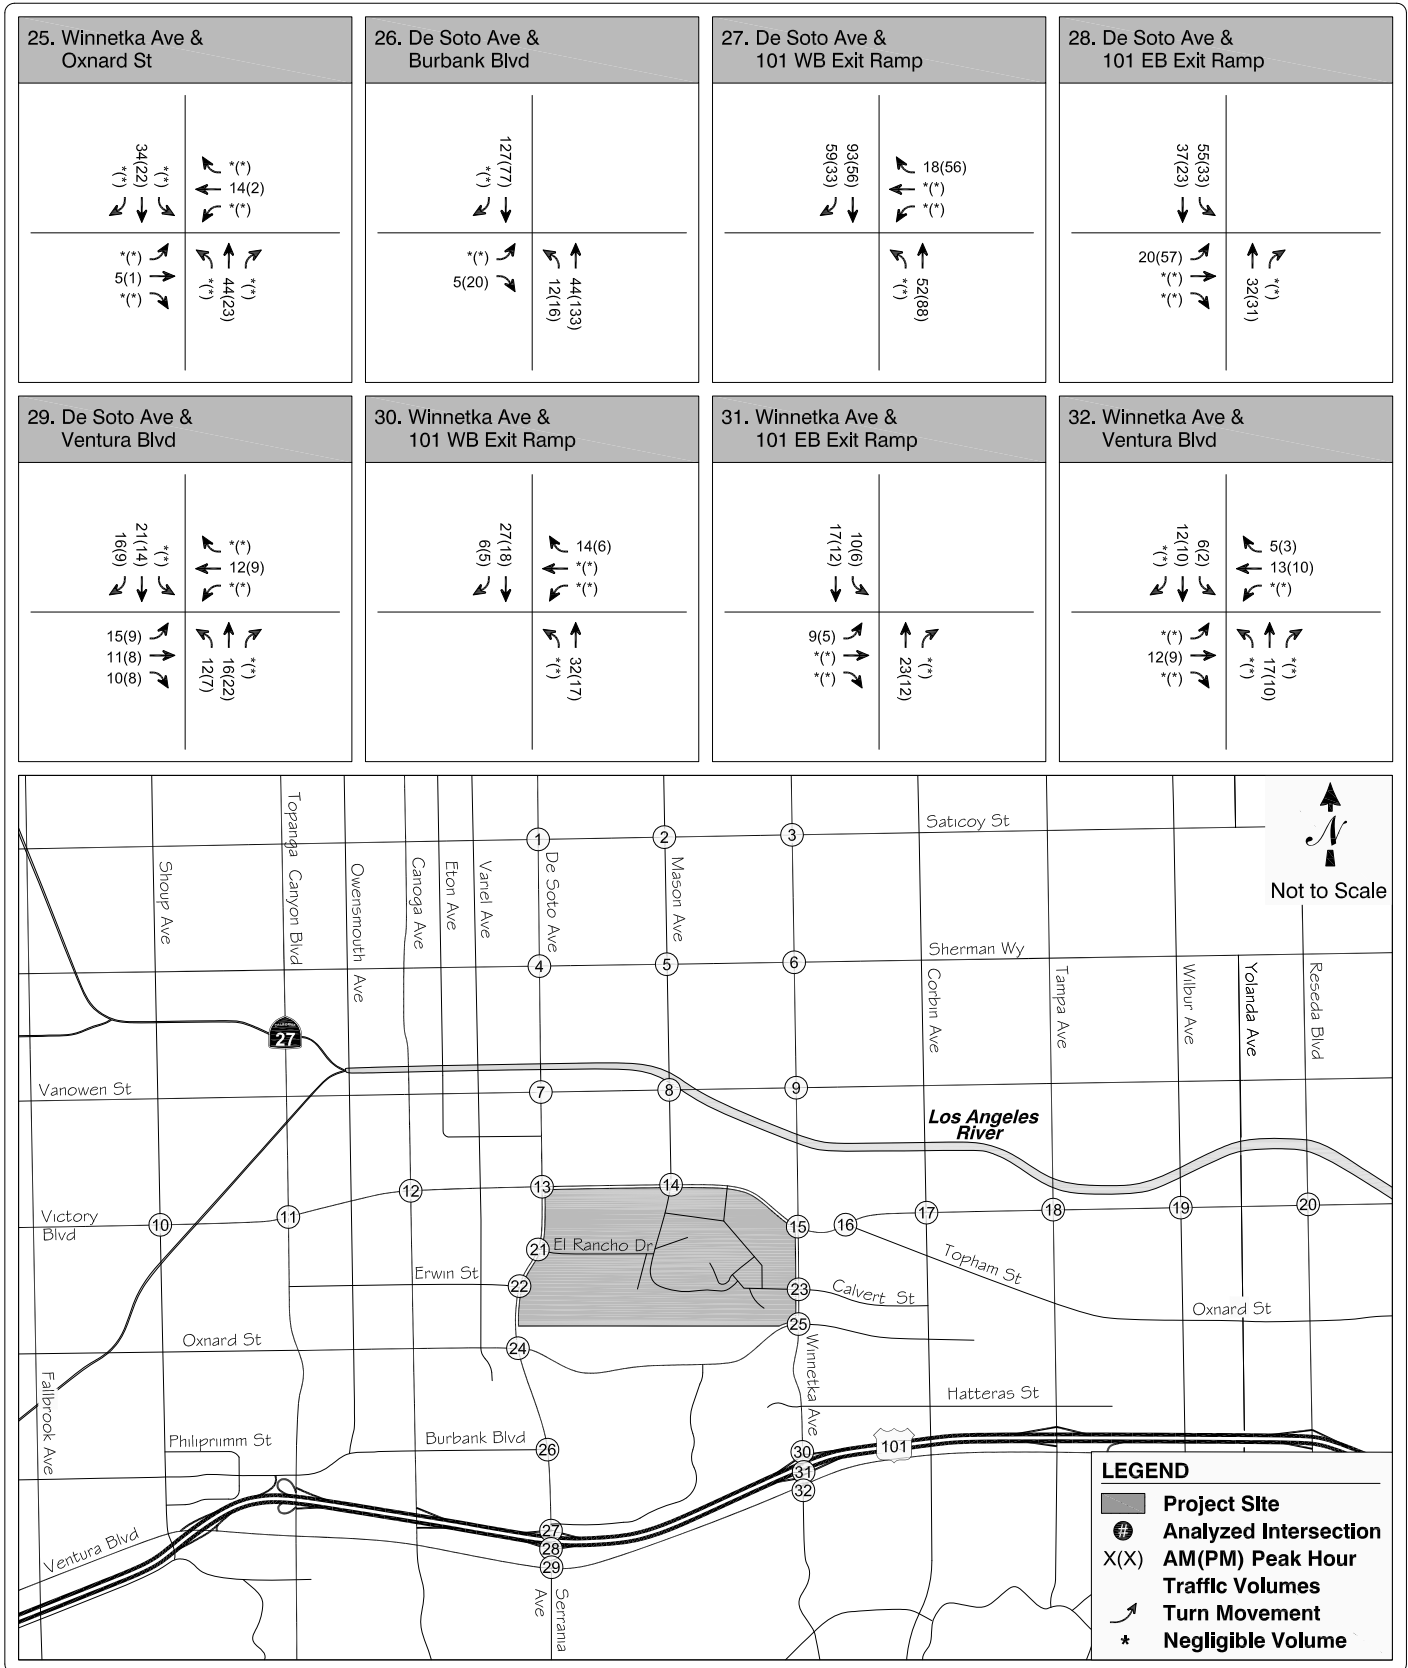 25. Winnetka Ave &
Oxnard St
*(*)
34(22)
*(*)
*(*)
14(2)
*(*)
*(*)
5(1)
*(*)
*(*)
44(23)
*(*)
26. De Soto Ave &
Burbank Blvd
*(*)
127(77)
*(*)
5(20)
12(16)
44(133)
27. De Soto Ave &
101 WB Exit Ramp
59(33)
93(56)
18(56)
*(*)
*(*)
*(*)
52(88)
28. De Soto Ave &
101 EB Exit Ramp
37(23)
55(33)
20(57)
*(*)
*(*)
32(31)
*(*)
29. De Soto Ave &
Ventura Blvd
16(9)
21(14)
*(*)
*(*)
12(9)
*(*)
15(9)
11(8)
10(8)
12(7)
16(22)
*(*)
30. Winnetka Ave &
101 WB Exit Ramp
6(5)
27(18)
14(6)
*(*)
*(*)
*(*)
32(17)
31. Winnetka Ave &
101 EB Exit Ramp
17(12)
10(6)
9(5)
*(*)
*(*)
23(12)
*(*)
32. Winnetka Ave &
Ventura Blvd
*(*)
12(10)
6(2)
5(3)
13(10)
*(*)
*(*)
12(9)
*(*)
*(*)
17(10)
*(*)
N
Not to Scale
Saticoy St
1
2
3
Shoup Ave
Topanga Canyon Blvd
Owensmouth Ave
Canoga Ave
Eton Ave
Variel Ave
De Soto Ave
Mason Ave
Sherman Wy
4
5
6
Corbin Ave
Tampa Ave
Wilbur Ave
Yolanda Ave
Reseda Blvd
27
Vanowen St
7
8
9
Los Angeles
River
Victory
Blvd
10
11
12
13
14
15
16
17
18
19
20
21
El Rancho Dr
Topham St
Erwin St
22
23
Calvert St
Oxnard St
25
Oxnard St
24
Winnetka Ave
Fallbrook Ave
Hatteras St
Philiprimm St
Burbank Blvd
26
30
101
31
32
Ventura Blvd
27
28
29
Serrania
Ave
LEGEND
Project SIte
# Analyzed Intersection
X(X) AM(PM) Peak Hour
TraffIc Volumes
Turn Movement
* Negligible Volume